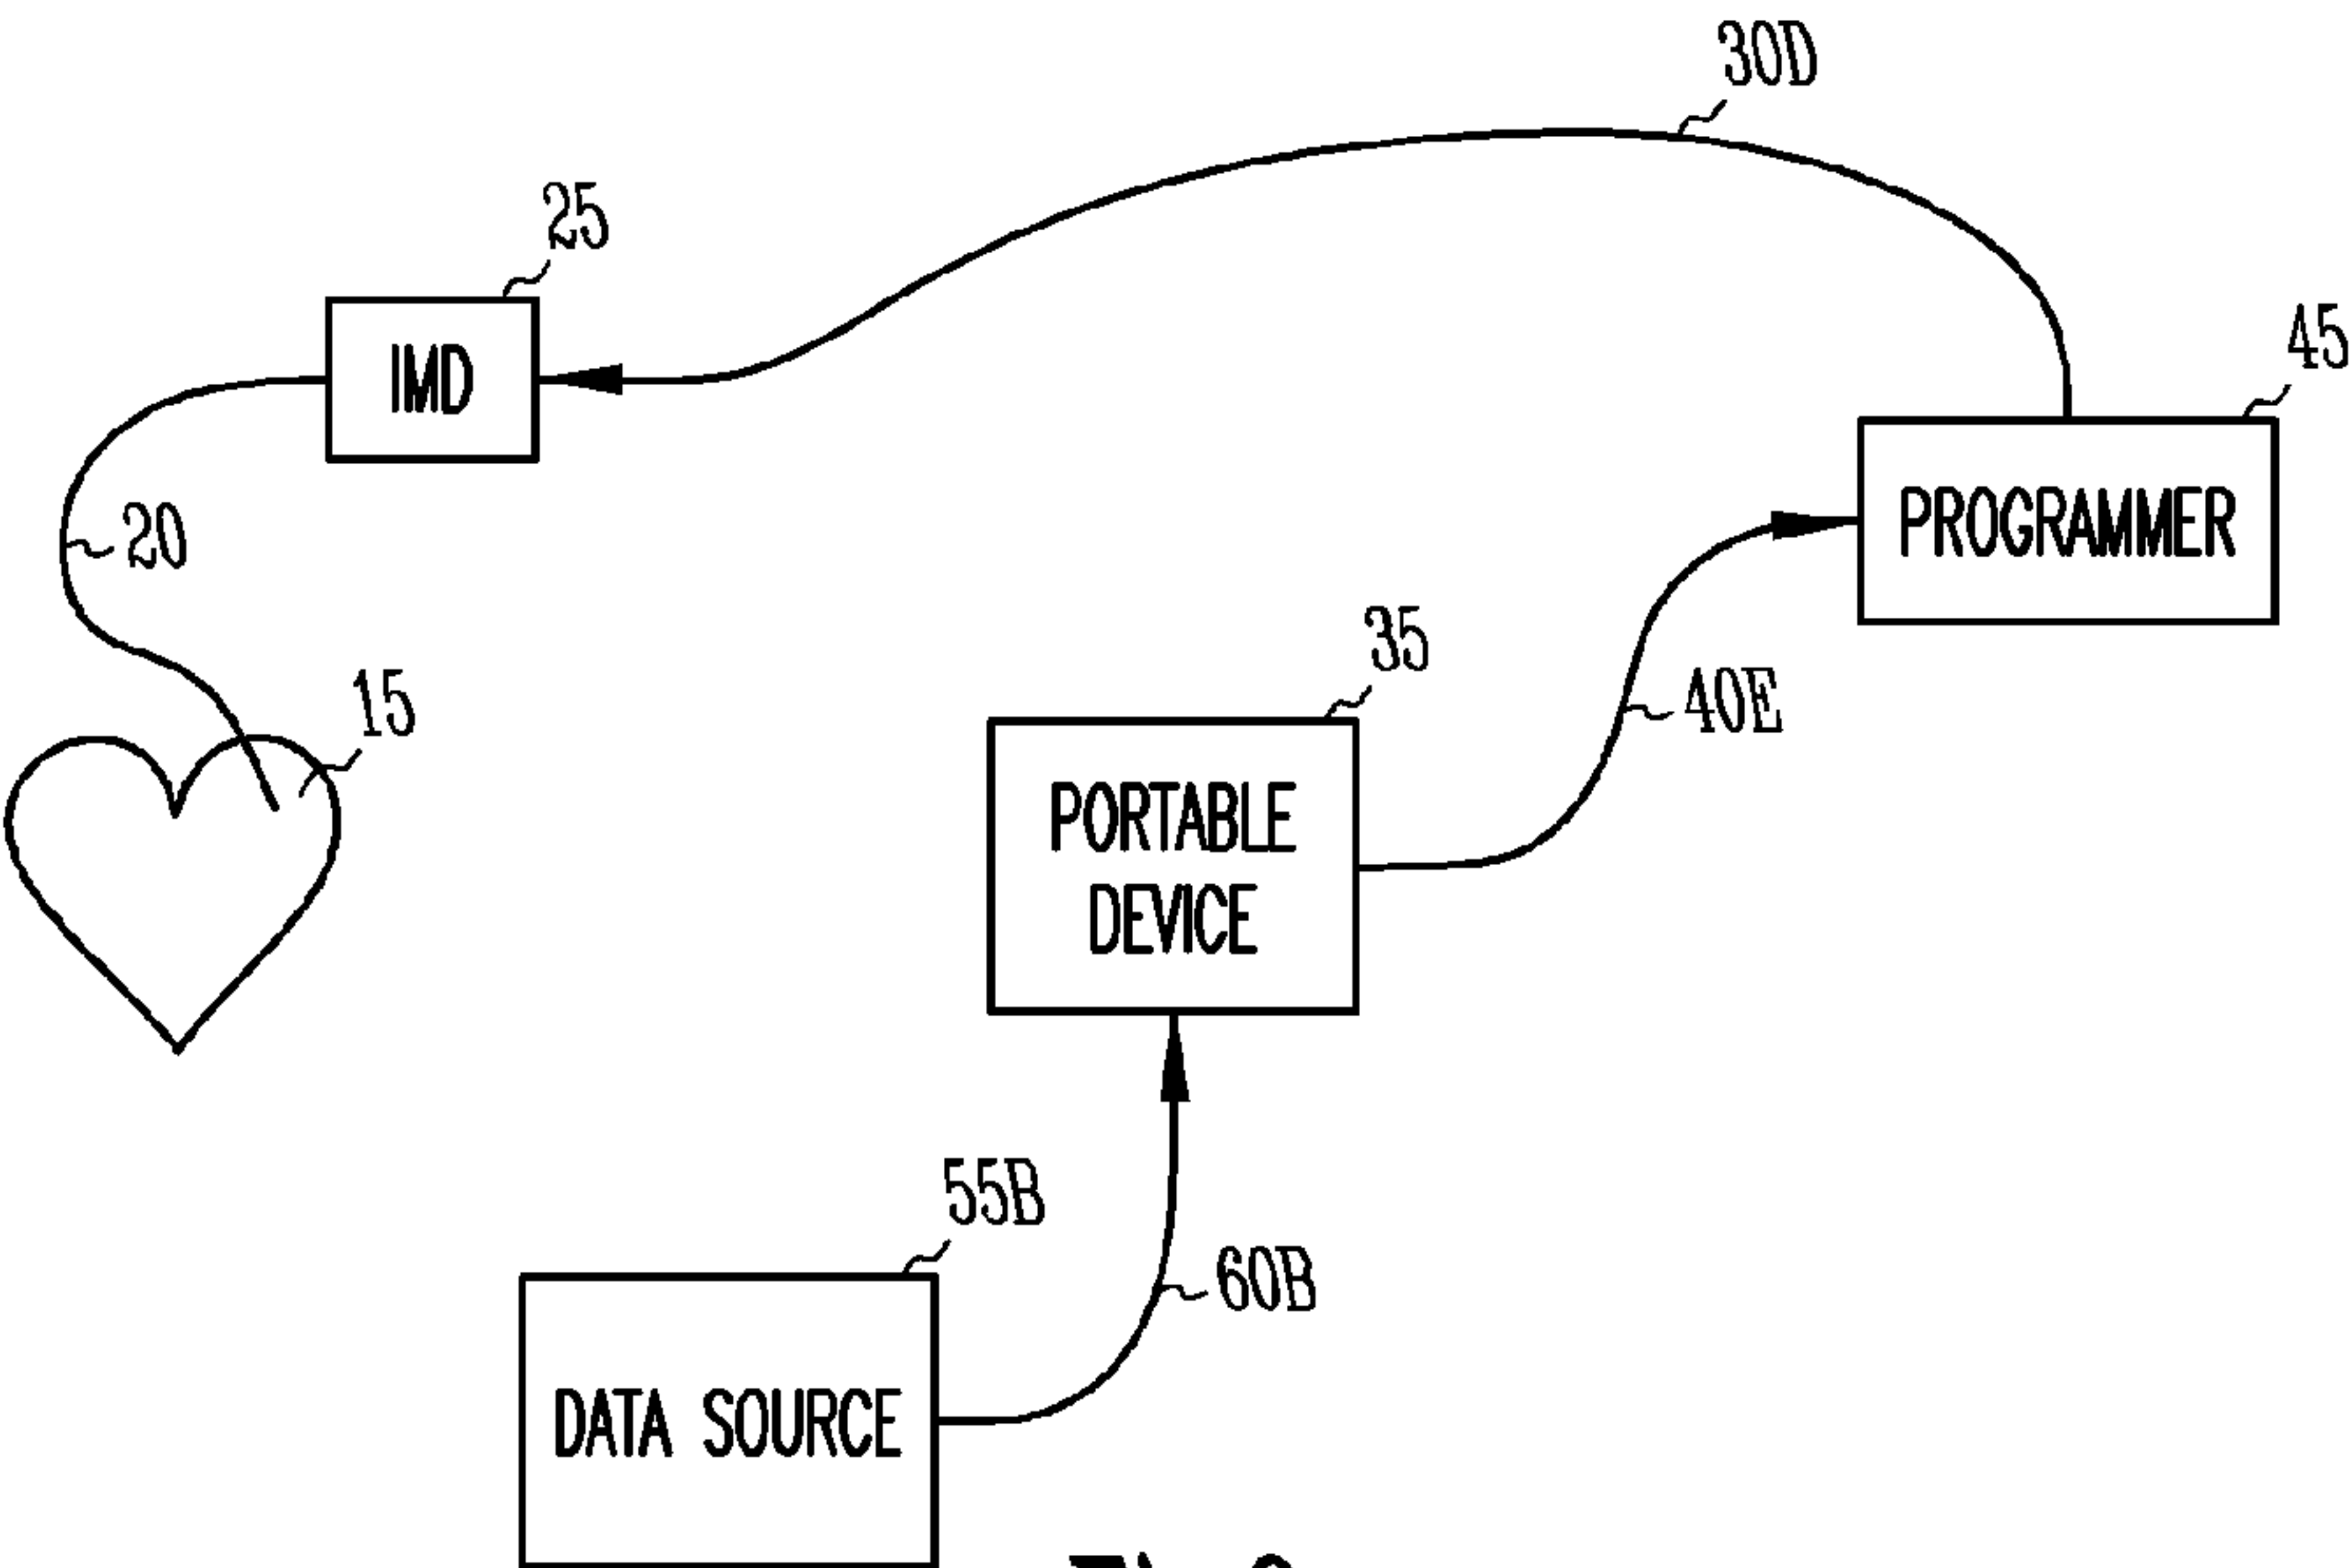 30D
25
IMD
45
PROGRAMMER
20
35
15
40E
PORTABLE
DEVICE
55B
60B
DATA SOURCE